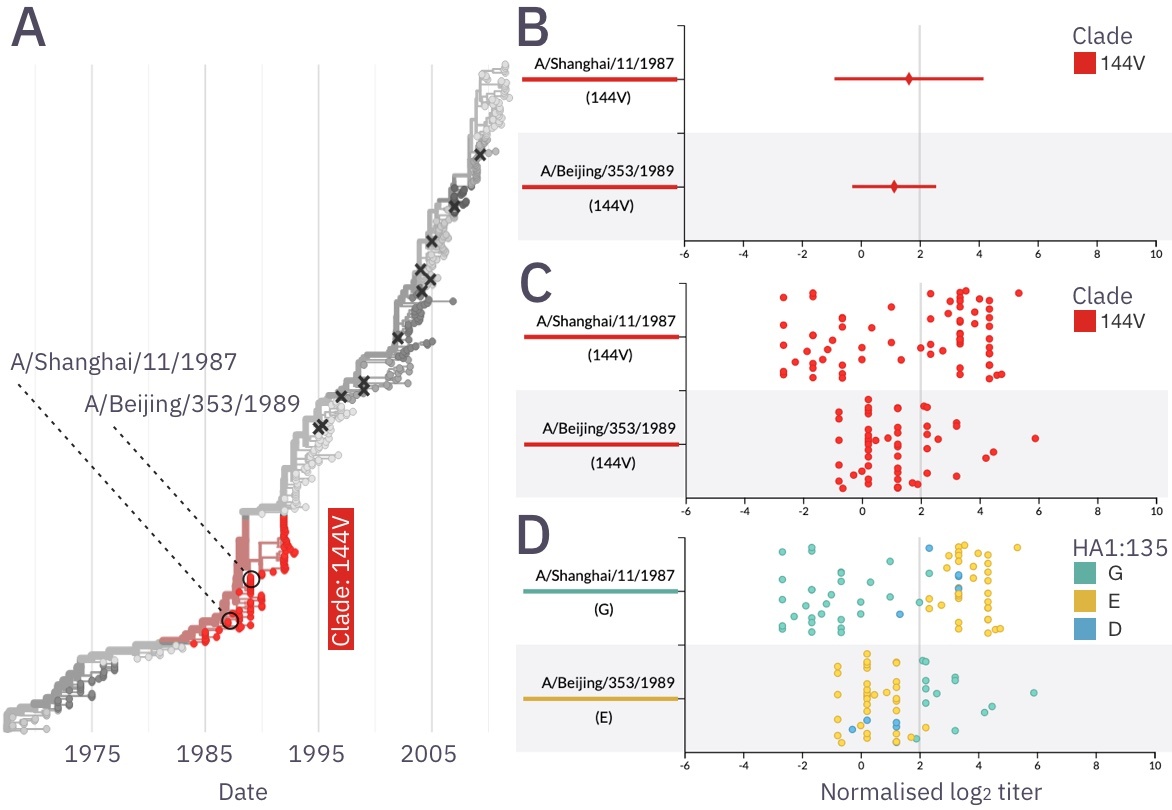 A
A/Shanghai/11/1987
A/Beijing/353/1989
Clade: 144V
1975 1985 1995 2005
Date
B
A/Shanghai/11/1987
(144V)
A/Beijing/353/1989
(144V)
Clade
144V
-6 -4 -2 0 2 4 6 8 10
C
A/Shanghai/11/1987
(144V)
A/Beijing/353/1989
(144V)
Clade
144V
-6 -4 -2 0 2 4 6 8 10
D
A/Shanghai/11/1987
(G)
A/Beijing/353/1989
(E)
HA1:135
G
E
D
-6 -4 -2 0 2 4 6 8 10
Normalised log2 titer